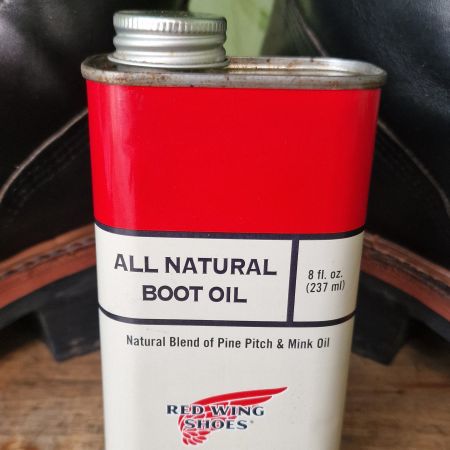 ALL NATURAL
BOOT OIL
8 fl. oz.
(237 ml)
Natural Blend of Pine Pitch & Mink Oil
RED WING
SHOES®